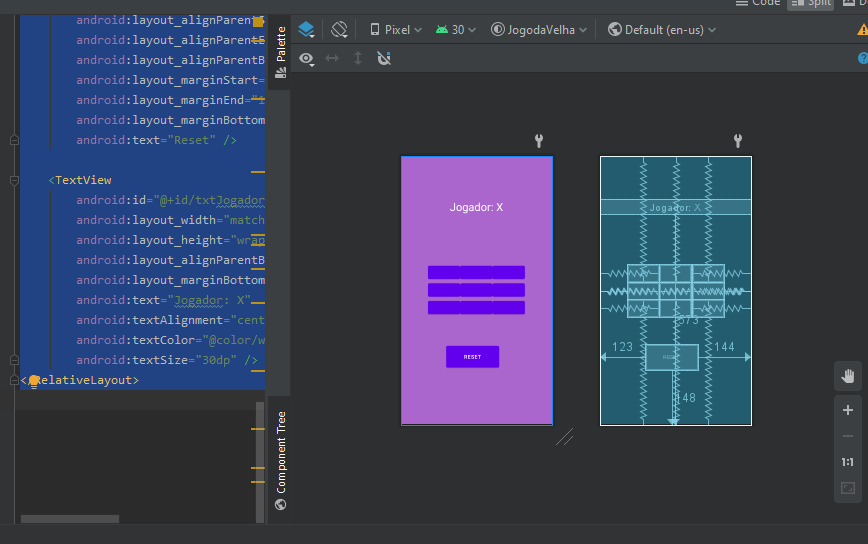 Code Split
android:layout_alignParent
Pixel 30 JogodaVelha Default (en-us)
android:layout_alignParentE
android:layout_alignParentB
android:layout_marginStart=
android:layout_marginEnd="1
android:layout_marginBottom
android:text="Reset" />
<TextView
android:id="@+id/txtJogador
android:layout_width="match
android:layout_height="wrap
android:layout_alignParentB
android:layout_marginBottom
android:text="Jogador: X"
android:textAlignment="cent
android:textColor="@color/w
android:textSize="30dp" />
</RelativeLayout>
Palette
Component Tree
Jogador: X
RESET
Jogador: X
573
123
144
RESET
148
1:1